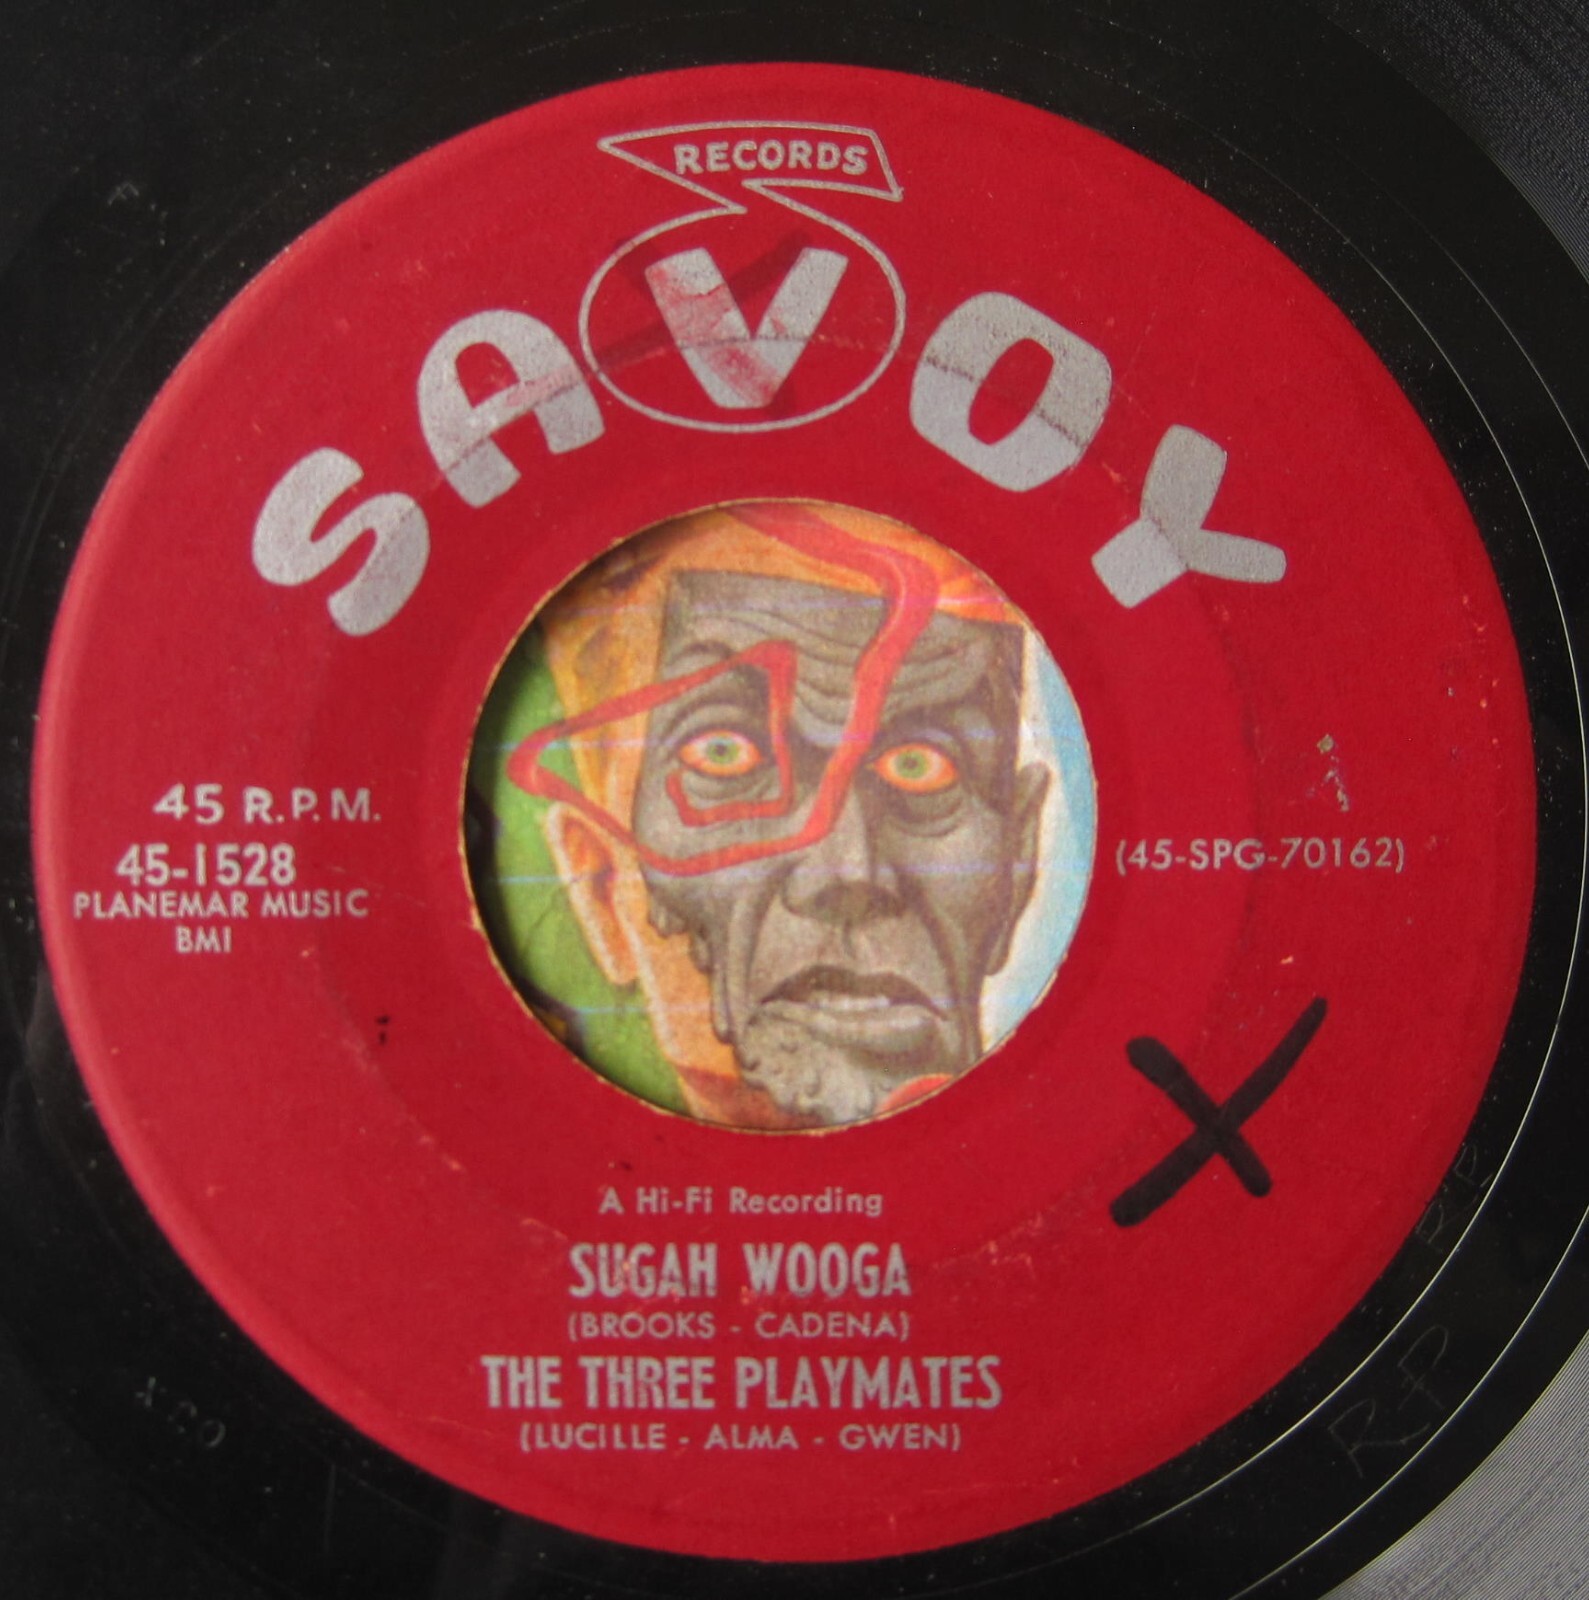 RECORDS
SAVOY
45 R.P.M.
45-1528
PLANEMAR MUSIC
BMI
(45-SPG-70162)
X
A Hi-Fi Recording
SUGAH WOOGA
(BROOKS - CADENA)
THE THREE PLAYMATES
(LUCILLE - ALMA - GWEN)